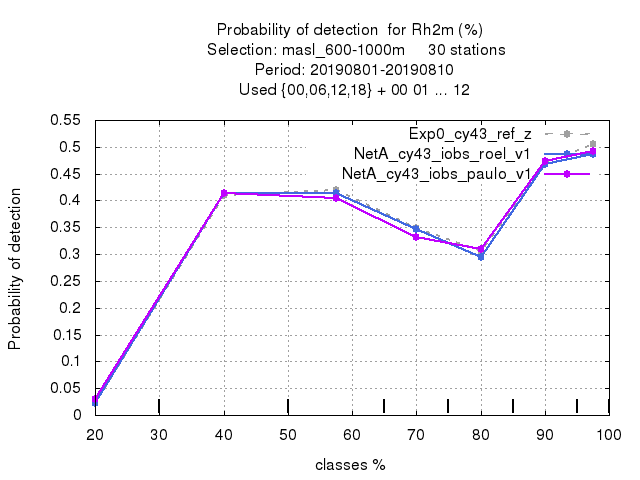 Probability of detection  for Rh2m (%)
Selection: masl_600-1000m     30 stations
Period: 20190801-20190810
Used {00,06,12,18} + 00 01 ... 12
Exp0_cy43_ref_z
NetA_cy43_iobs_roel_v1
NetA_cy43_iobs_paulo_v1
Probability of detection
0.55
0.5
0.45
0.4
0.35
0.3
0.25
0.2
0.15
0.1
0.05
0
20 30 40 50 60 70 80 90 100
classes %